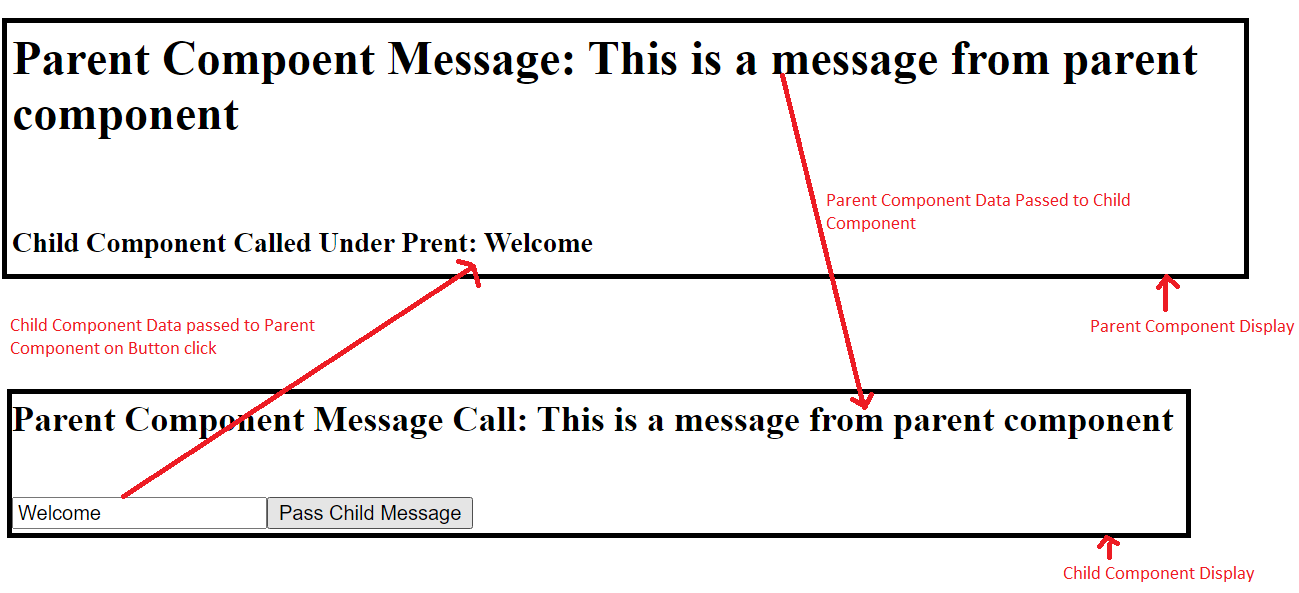 Parent Compoent Message: This is a message from parent
component
Parent Component Data Passed to Child
Component
Child Component Called Under Prent: Welcome
Child Component Data passed to Parent
Component on Button click
Parent Component Display
Parent Component Message Call: This is a message from parent component
Welcome
Pass Child Message
Child Component Display